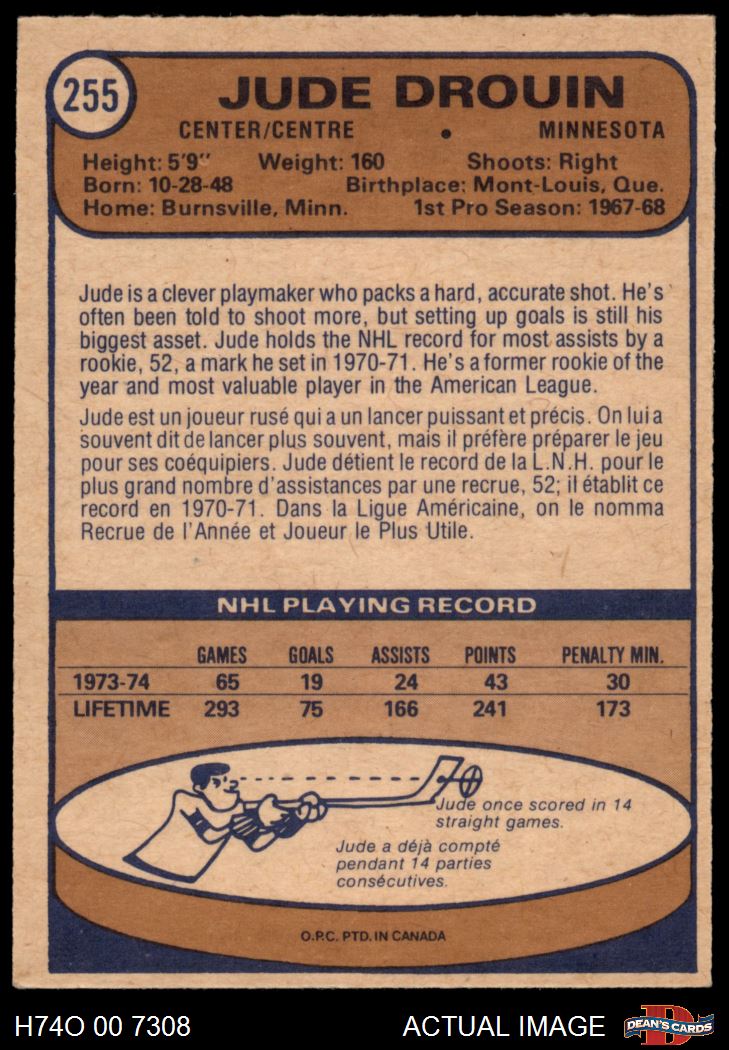 255
JUDE DROUIN
CENTER/CENTRE • MINNESOTA
Height: 5'9" Weight: 160 Shoots: Right
Born: 10-28-48 Birthplace: Mont-Louis, Que.
Home: Burnsville, Minn. 1st Pro Season: 1967-68
Jude is a clever playmaker who packs a hard, accurate shot. He's
often been told to shoot more, but setting up goals is still his
biggest asset. Jude holds the NHL record for most assists by a
rookie, 52, a mark he set in 1970-71. He's a former rookie of the
year and most valuable player in the American League.
Jude est un joueur rusé qui a un lancer puissant et précis. On lui a
souvent dit de lancer plus souvent, mais il préfère préparer le jeu
pour ses coéquipiers. Jude détient le record de la L.N.H. pour le
plus grand nombre d'assistances par une recrue, 52; il établit ce
record en 1970-71. Dans la Ligue Américaine, on le nomma
Recrue de l'Année et Joueur le Plus Utile.
NHL PLAYING RECORD
GAMES GOALS ASSISTS POINTS PENALTY MIN.
1973-74 65 19 24 43 30
LIFETIME 293 75 166 241 173
Jude once scored in 14
straight games.
Jude a déjà compté
pendant 14 parties
consécutives.
O.P.C. PTD. IN CANADA
H74O 00 7308 ACTUAL IMAGE D DEAN'S CARDS